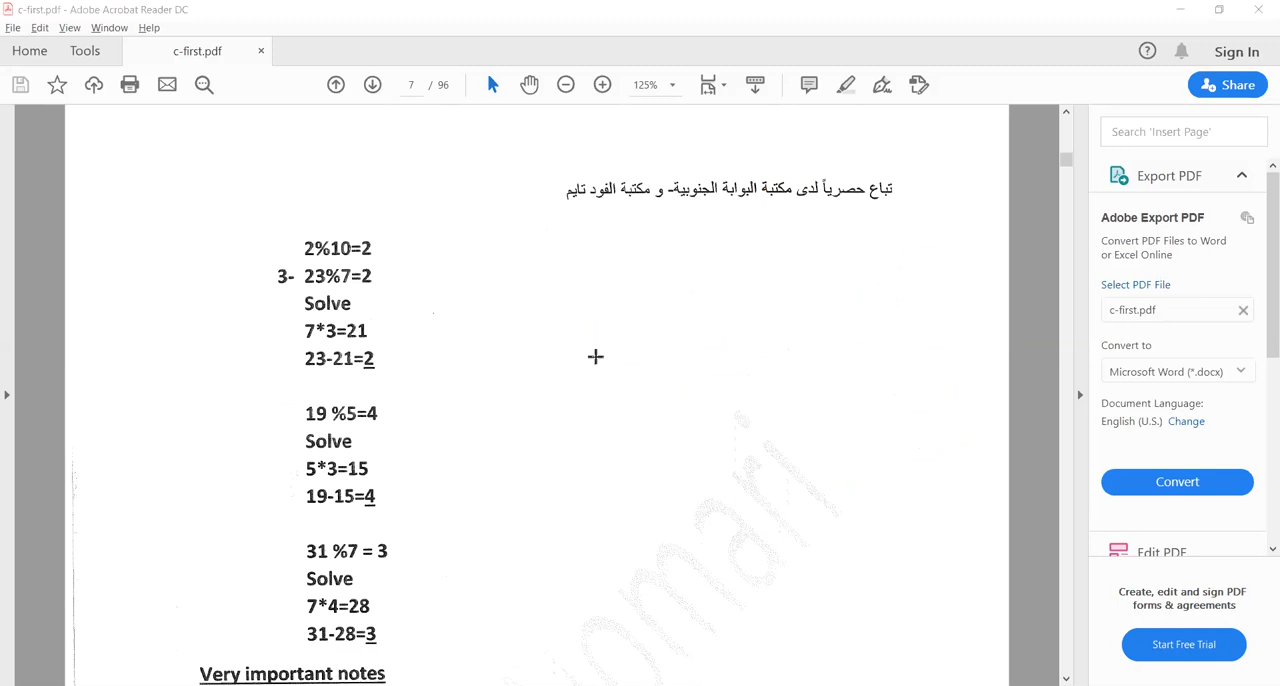 c-first.pdf - Adobe Acrobat Reader DC
File Edit View Window Help
Home Tools c-first.pdf × Sign In
7 / 96 125% Share
Search 'Insert Page'
Export PDF
Adobe Export PDF
Convert PDF Files to Word
or Excel Online
Select PDF File
c-first.pdf
Convert to
Microsoft Word (*.docx)
Document Language:
English (U.S.) Change
Convert
Edit PDF
Create, edit and sign PDF
forms & agreements
Start Free Trial
تباع حصرياً لدى مكتبة البوابة الجنوبية- و مكتبة الفود تايم
2%10=2
3- 23%7=2
Solve
7*3=21
23-21=2
19 %5=4
Solve
5*3=15
19-15=4
31 %7 = 3
Solve
7*4=28
31-28=3
Very important notes